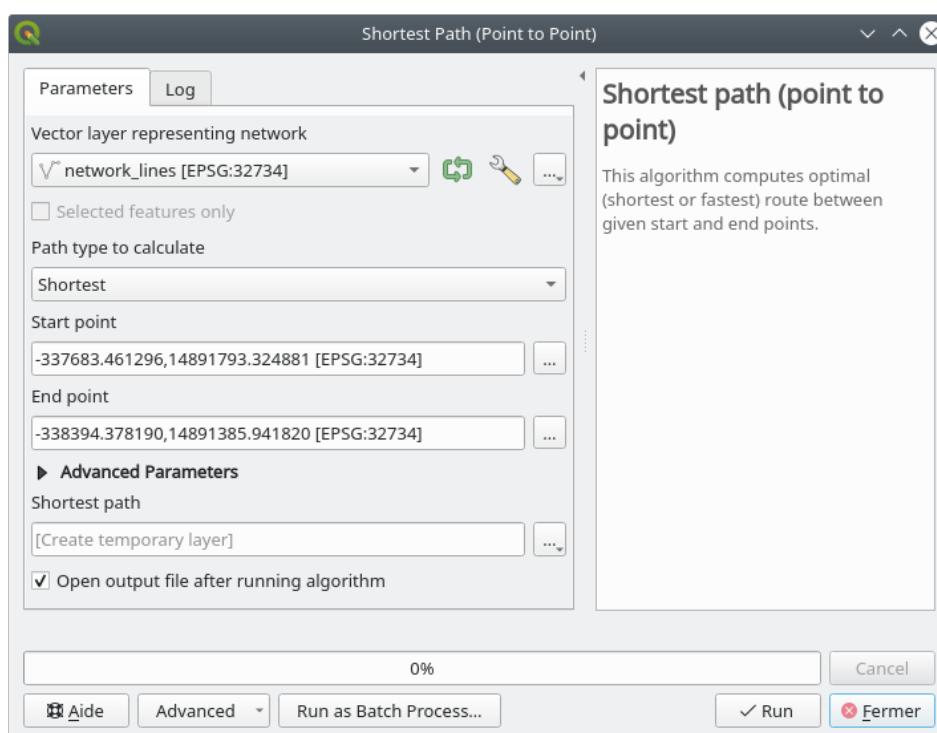 Shortest Path (Point to Point)
Parameters
Log
Vector layer representing network
network_lines [EPSG:32734]
...
Selected features only
Path type to calculate
Shortest
Start point
-337683.461296,14891793.324881 [EPSG:32734]
...
End point
-338394.378190,14891385.941820 [EPSG:32734]
...
Advanced Parameters
Shortest path
[Create temporary layer]
...
Open output file after running algorithm
Shortest path (point to
point)
This algorithm computes optimal
(shortest or fastest) route between
given start and end points.
0%
Cancel
Aide
Advanced
Run as Batch Process...
Run
Fermer